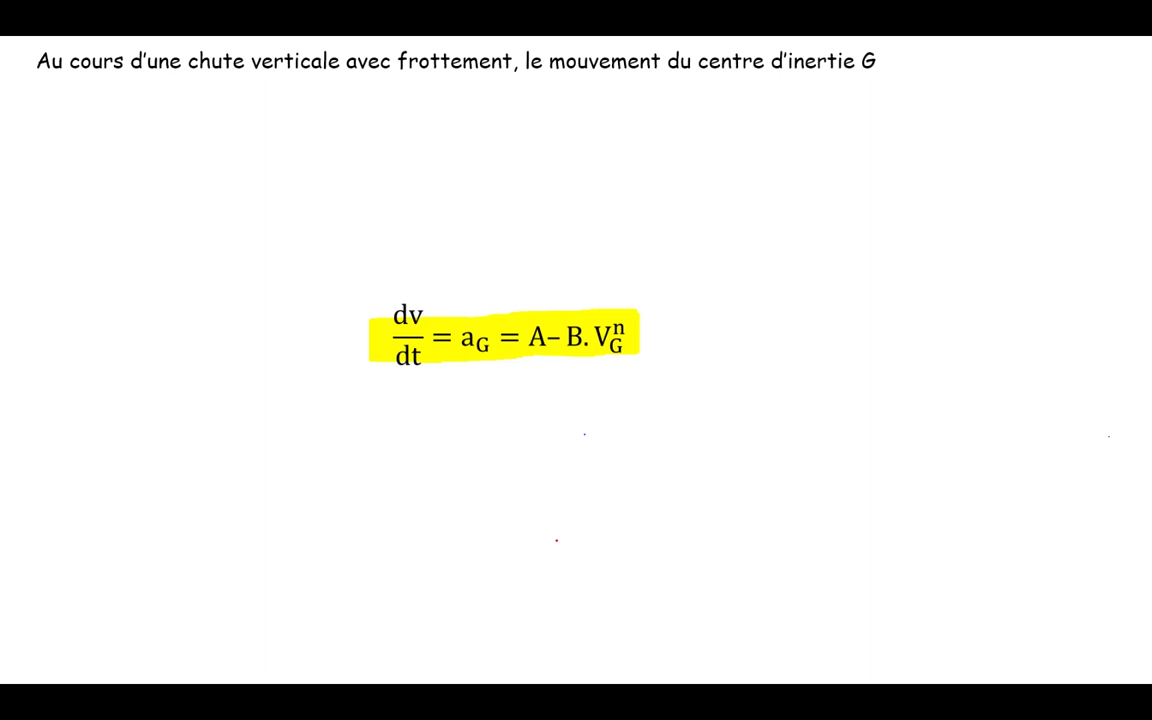 Au cours d'une chute verticale avec frottement, le mouvement du centre d'inertie G
dv/dt = a_G = A– B. V_G^n